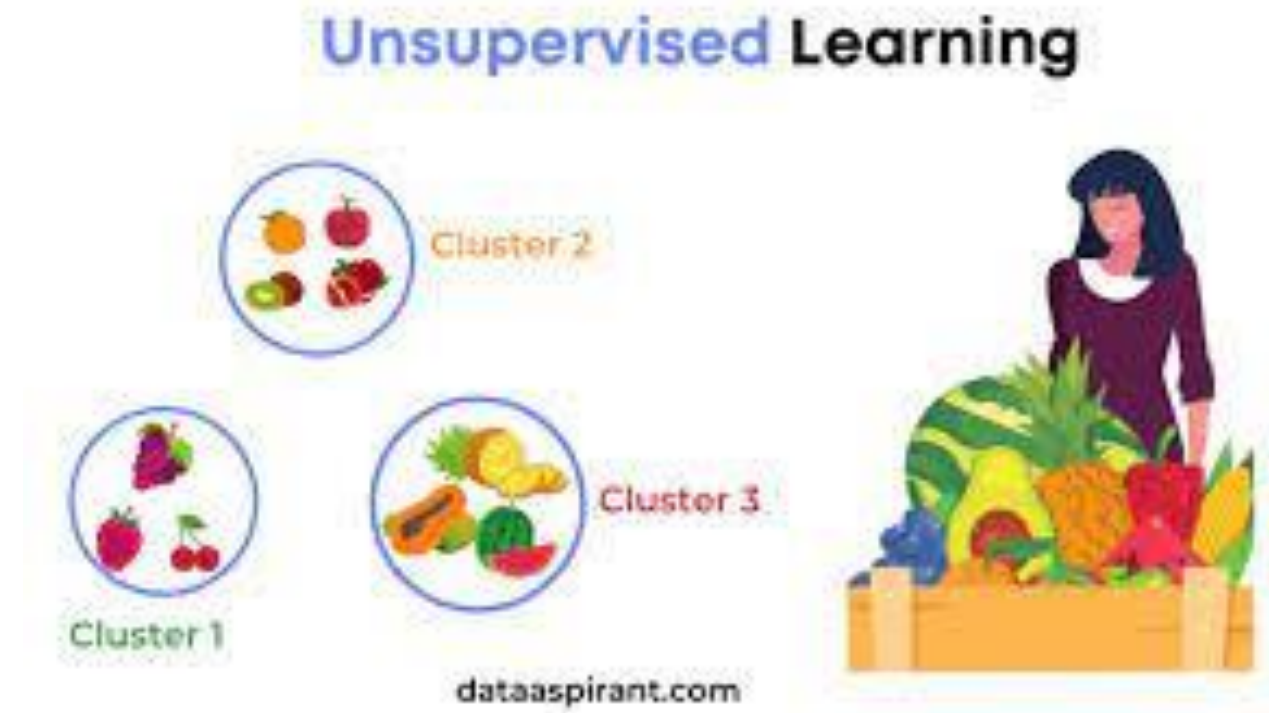 Unsupervised Learning
Cluster 2
Cluster 3
Cluster 1
dataaspirant.com